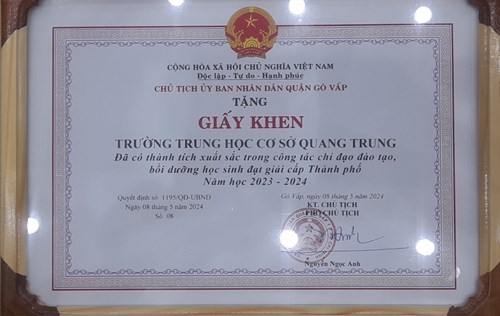 CỘNG HÒA XÃ HỘI CHỦ NGHĨA VIỆT NAM
Độc lập - Tự do - Hạnh phúc
CHỦ TỊCH ỦY BAN NHÂN DÂN QUẬN GÒ VẤP
TẶNG
GIẤY KHEN
TRƯỜNG TRUNG HỌC CƠ SỞ QUANG TRUNG
Đã có thành tích xuất sắc trong công tác chỉ đạo đào tạo,
bồi dưỡng học sinh đạt giải cấp Thành phố
Năm học 2023 - 2024
Quyết định số: 1195/QĐ-UBND
Ngày 08 tháng 5 năm 2024
Số: 08
Gò Vấp, ngày 08 tháng 5 năm 2024
KT. CHỦ TỊCH
PHÓ CHỦ TỊCH
Nguyễn Ngọc Anh